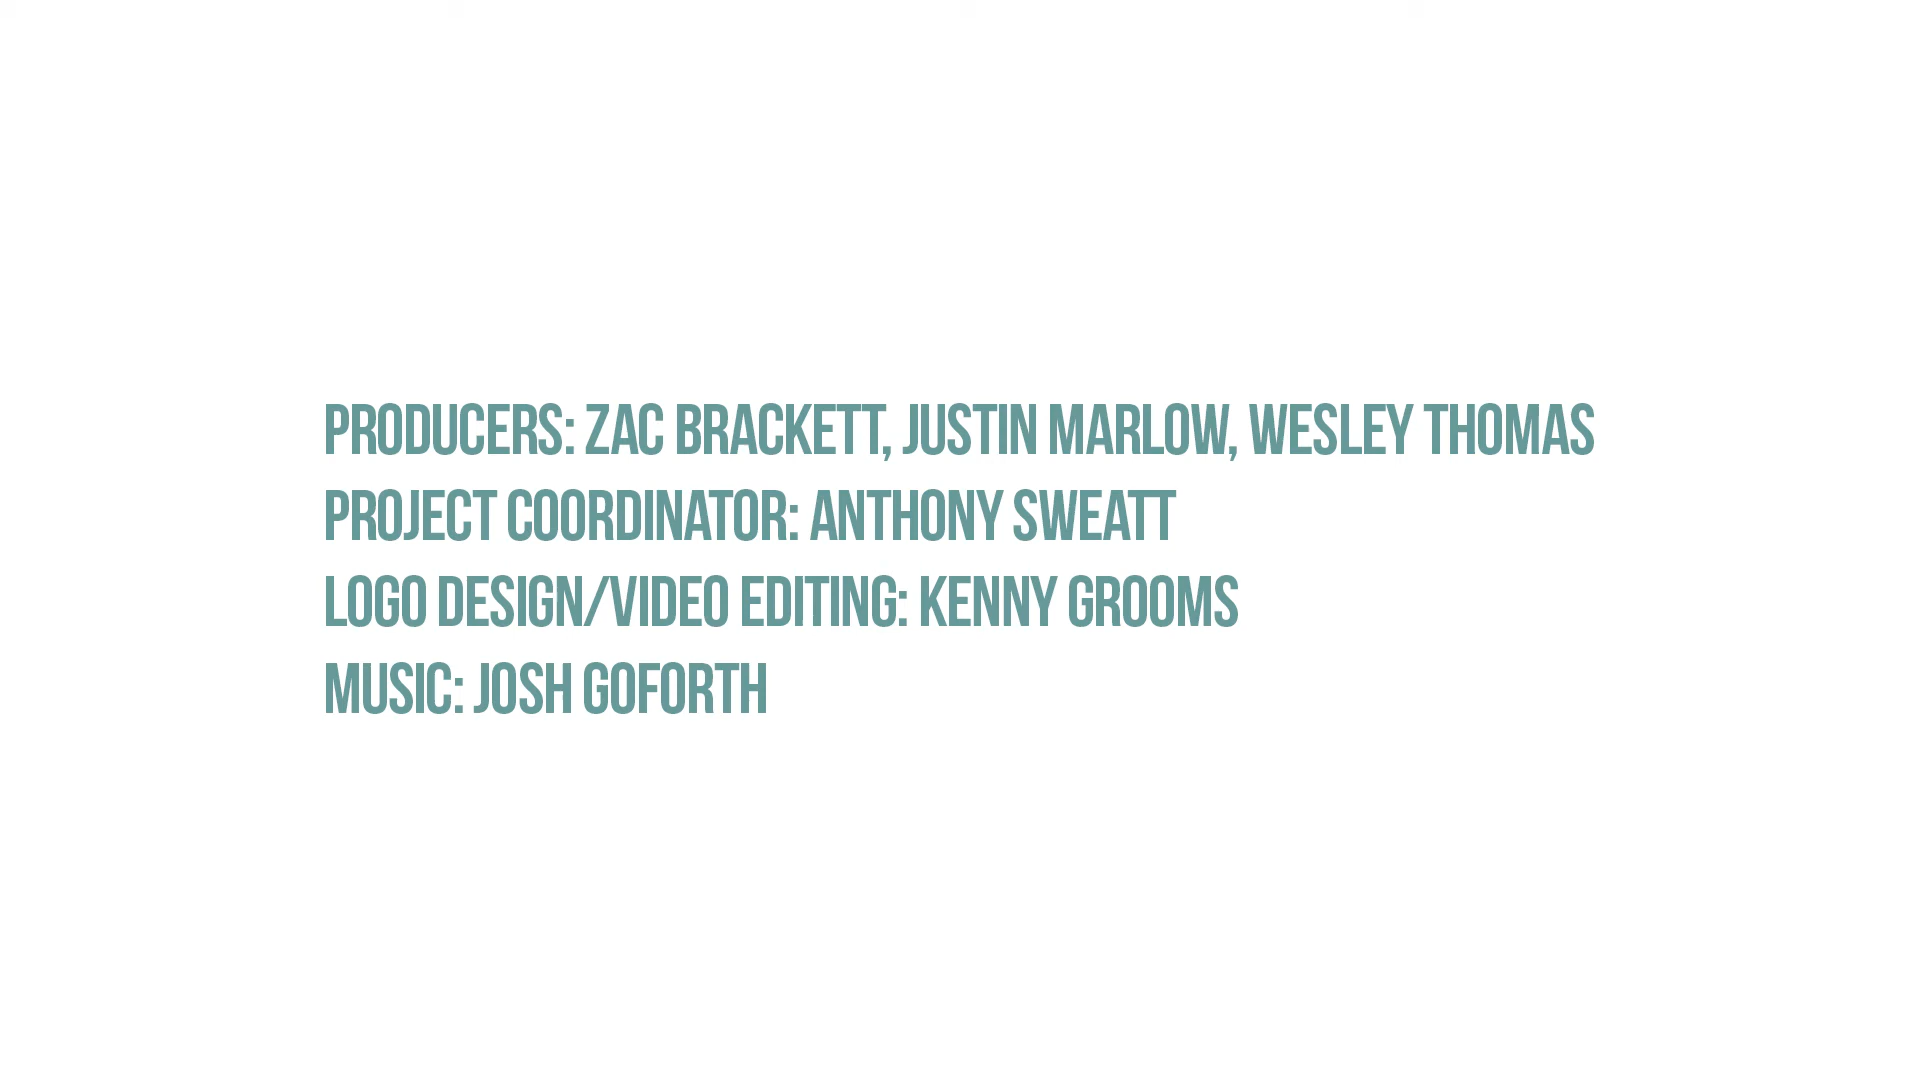 PRODUCERS: ZAC BRACKETT, JUSTIN MARLOW, WESLEY THOMAS
PROJECT COORDINATOR: ANTHONY SWEATT
LOGO DESIGN/VIDEO EDITING: KENNY GROOMS
MUSIC: JOSH GOFORTH